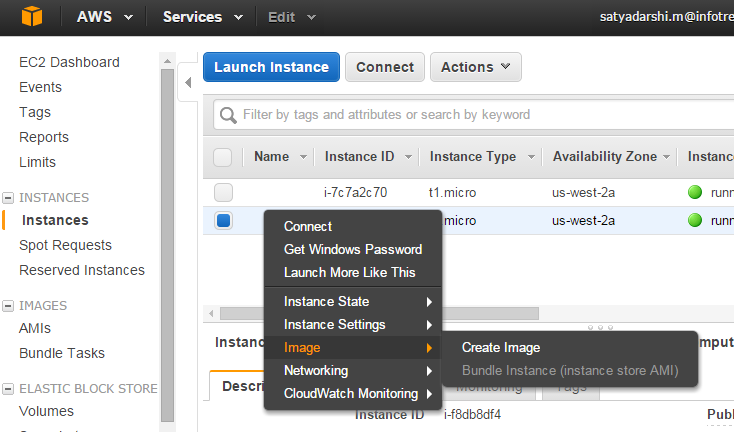 AWS Services Edit satyadarshi.m@infotre
EC2 Dashboard
Events
Tags
Reports
Limits
INSTANCES
Instances
Spot Requests
Reserved Instances
IMAGES
AMIs
Bundle Tasks
ELASTIC BLOCK STORE
Volumes
Launch Instance Connect Actions
Filter by tags and attributes or search by keyword
Name Instance ID Instance Type Availability Zone Instanc
i-7c7a2c70 t1.micro us-west-2a runn
.micro us-west-2a runn
Connect
Get Windows Password
Launch More Like This
Instance State
Instance Settings
Image
Networking
CloudWatch Monitoring
Create Image
Bundle Instance (instance store AMI)
Instanc mput
Descri Monitoring Tags
Instance ID i-f8db8df4 Publ